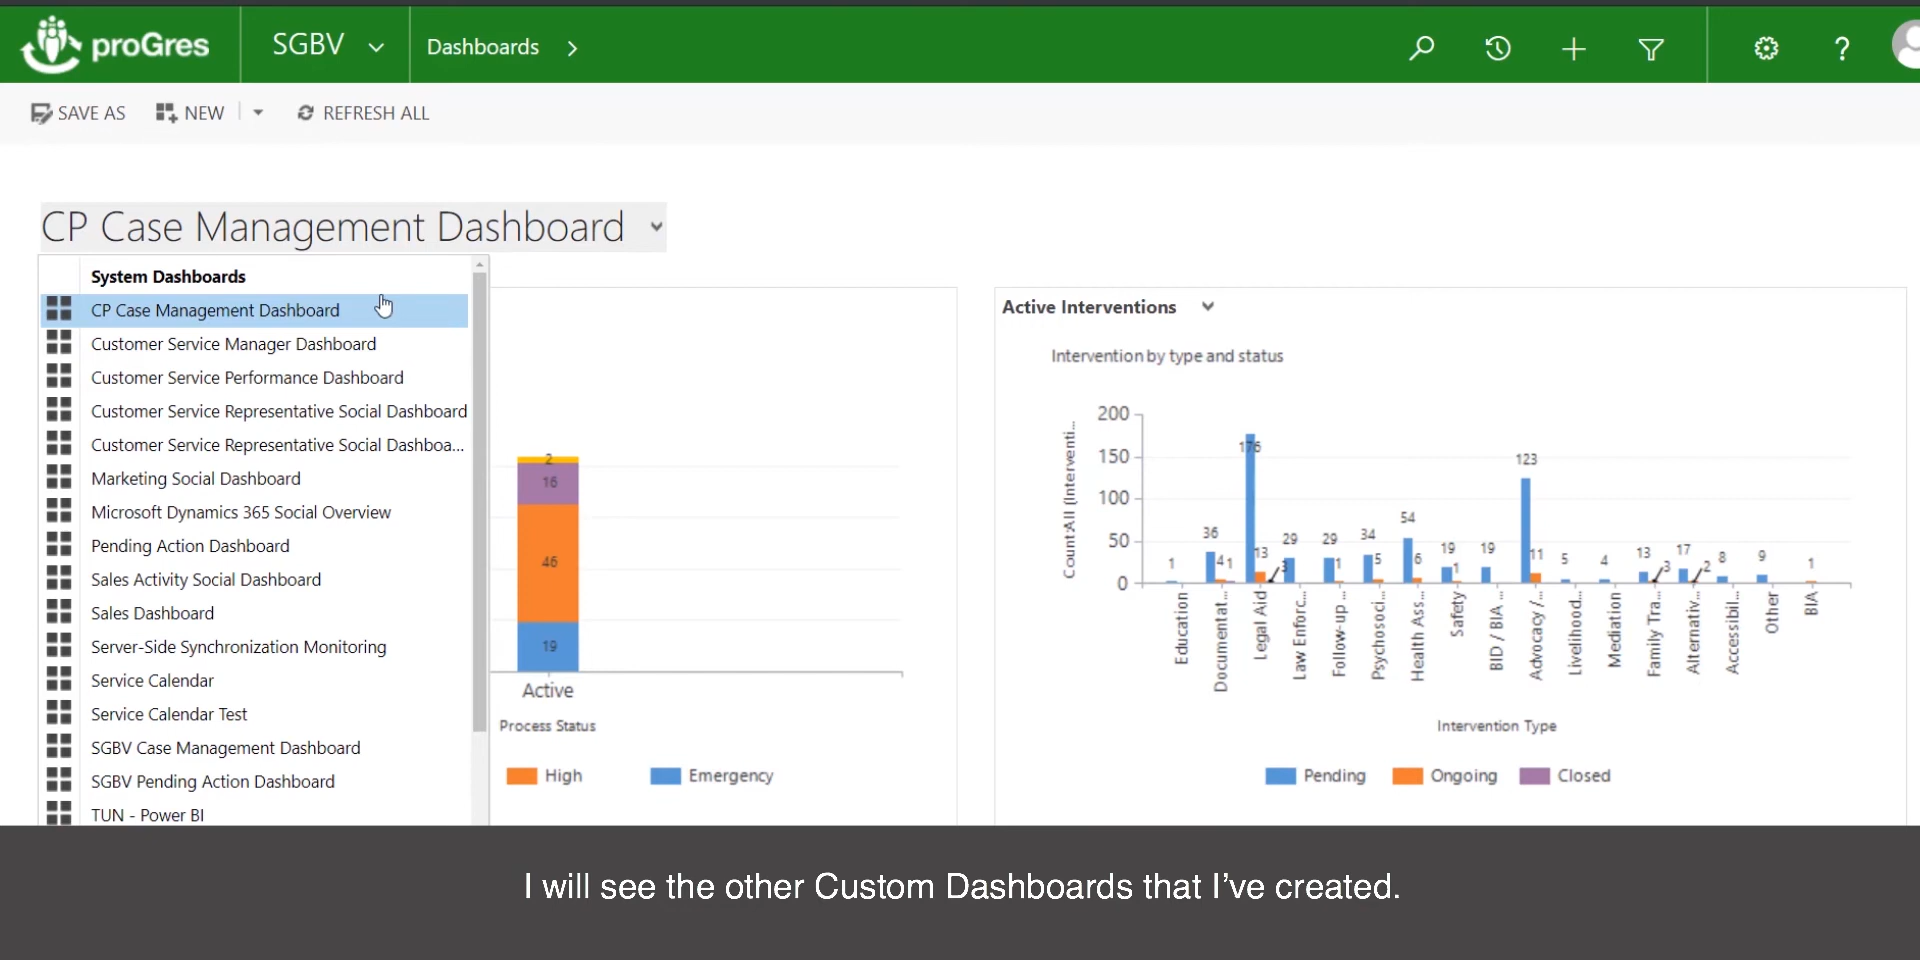 proGres
SGBV
Dashboards
SAVE AS
NEW
REFRESH ALL
CP Case Management Dashboard
System Dashboards
CP Case Management Dashboard
Customer Service Manager Dashboard
Customer Service Performance Dashboard
Customer Service Representative Social Dashboard
Customer Service Representative Social Dashboa...
Marketing Social Dashboard
Microsoft Dynamics 365 Social Overview
Pending Action Dashboard
Sales Activity Social Dashboard
Sales Dashboard
Server-Side Synchronization Monitoring
Service Calendar
Service Calendar Test
SGBV Case Management Dashboard
SGBV Pending Action Dashboard
TUN - Power BI
2
16
46
19
Active
Process Status
High
Emergency
Active Interventions
Intervention by type and status
Count:All (Interventi...
200
150
100
50
0
1
36
4
1
176
13
3
29
29
1
34
5
54
6
19
1
19
123
11
5
4
13
3
17
2
8
9
1
Education
Documentat...
Legal Aid
Law Enforc...
Follow-up ...
Psychosoci...
Health Ass...
Safety
BID / BIA ...
Advocacy /...
Livelihood...
Mediation
Family Tra...
Alternativ...
Accessibil...
Other
BIA
Intervention Type
Pending
Ongoing
Closed
I will see the other Custom Dashboards that I’ve created.